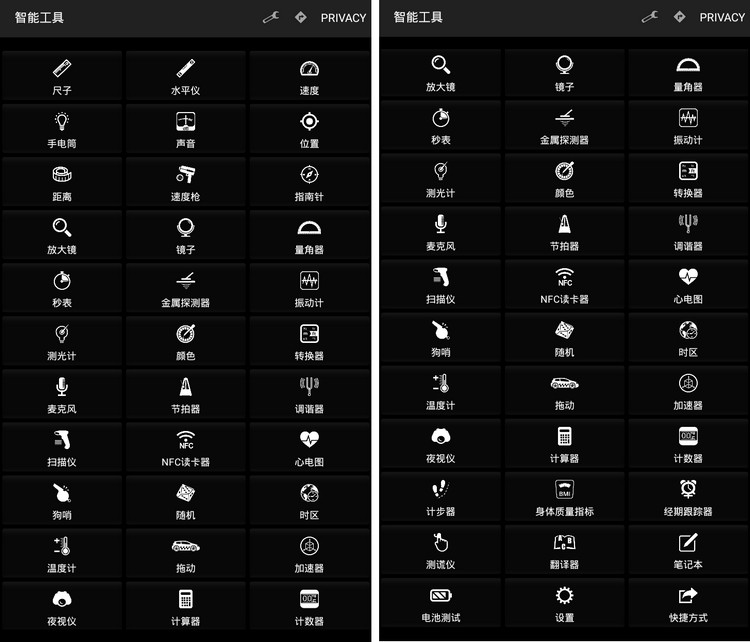 智能工具 PRIVACY
尺子 水平仪 速度
手电筒 声音 位置
距离 速度枪 指南针
放大镜 镜子 量角器
秒表 金属探测器 振动计
测光计 颜色 转换器
麦克风 节拍器 调谐器
NFC
扫描仪 NFC读卡器 心电图
狗哨 随机 时区
温度计 拖动 加速器
夜视仪 计算器 计数器
智能工具 PRIVACY
放大镜 镜子 量角器
秒表 金属探测器 振动计
测光计 颜色 转换器
麦克风 节拍器 调谐器
NFC
扫描仪 NFC读卡器 心电图
狗哨 随机 时区
温度计 拖动 加速器
夜视仪 计算器 计数器
BMI
计步器 身体质量指标 经期跟踪器
测谎仪 翻译器 笔记本
电池测试 设置 快捷方式